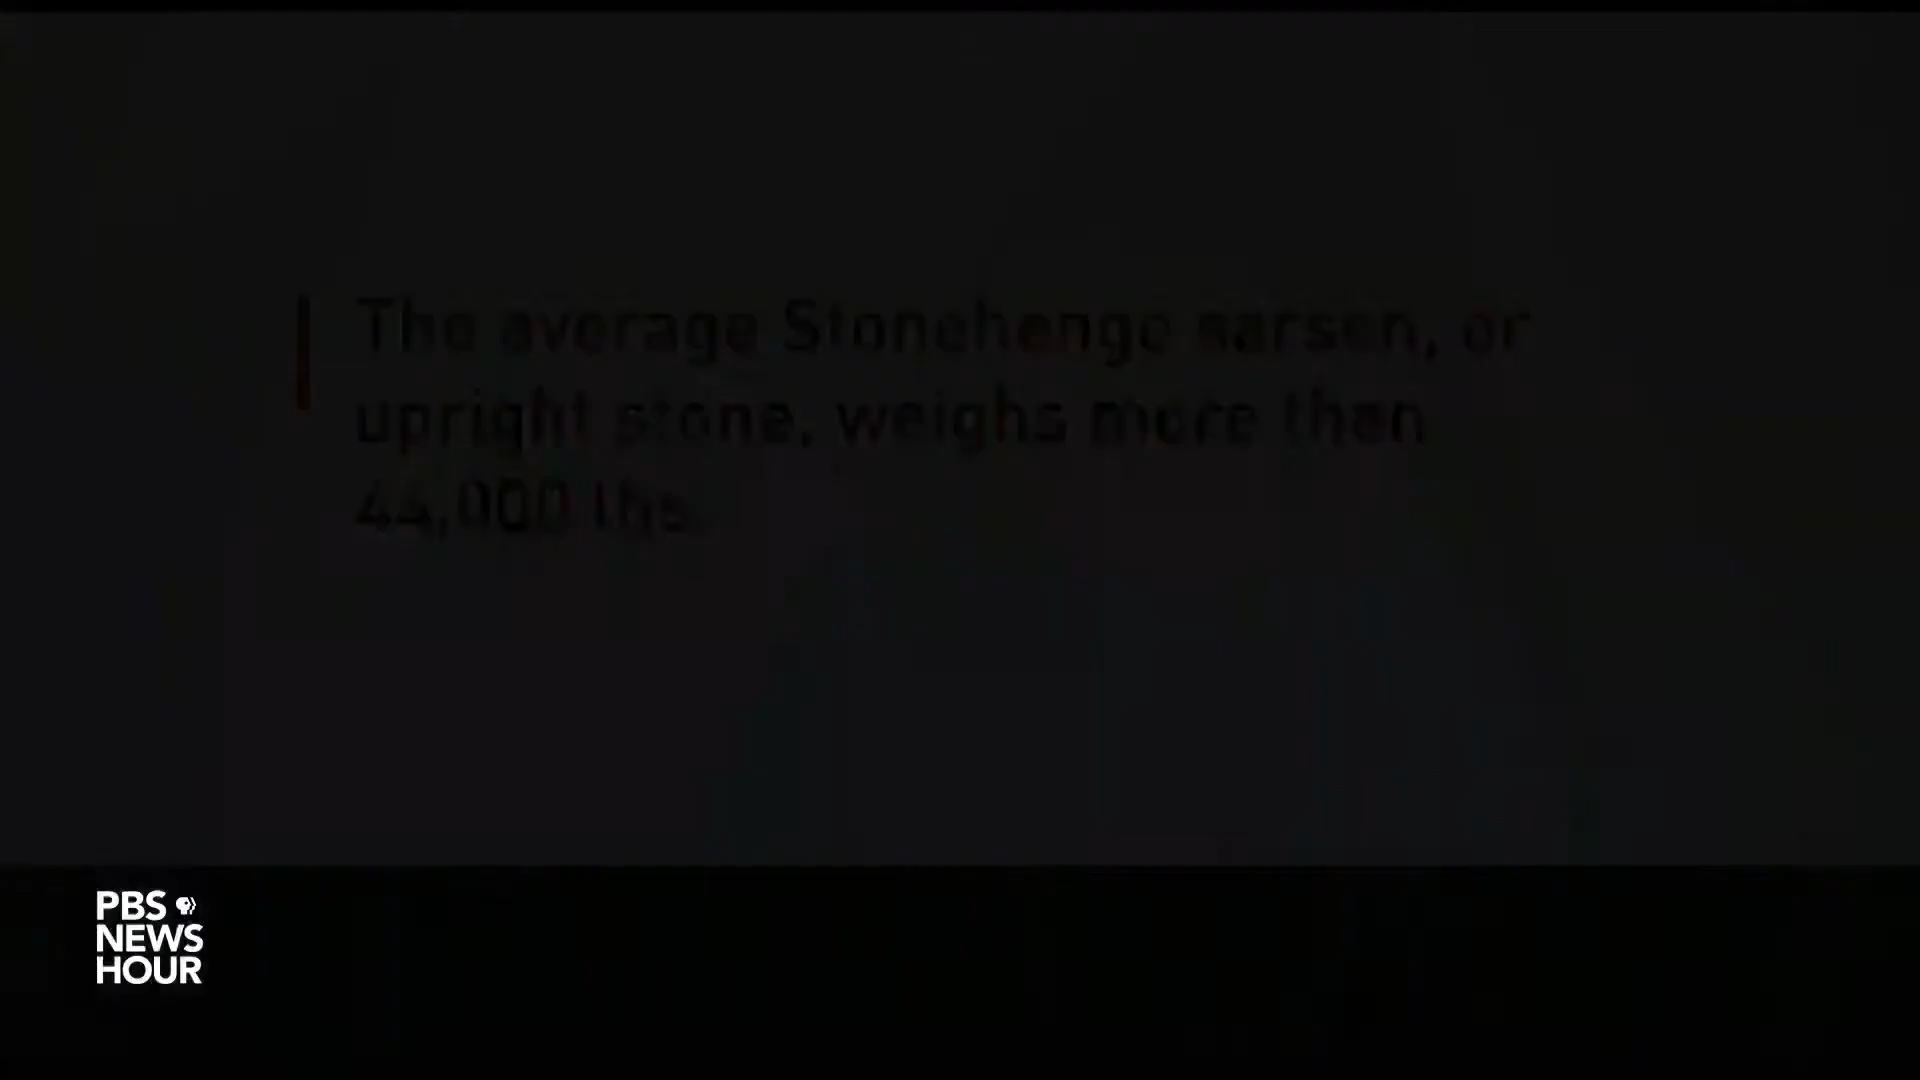 The average Stonehenge sarsen, or
upright stone, weighs more than
44,000 lbs.
PBS
NEWS
HOUR